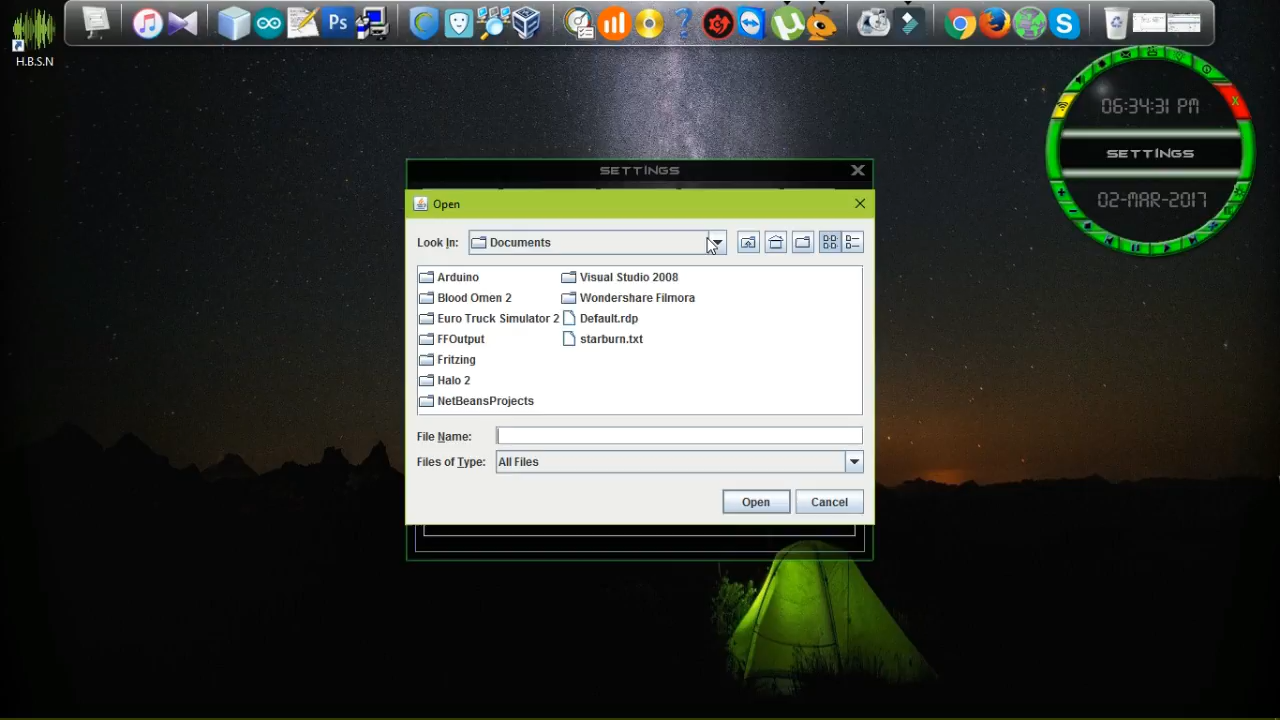 H.B.S.N
Ps
06:34:31 PM
SETTINGS
02-MAR-2017
SETTINGS
X
Open
Look In:
Documents
Arduino
Blood Omen 2
Euro Truck Simulator 2
FFOutput
Fritzing
Halo 2
NetBeansProjects
Visual Studio 2008
Wondershare Filmora
Default.rdp
starburn.txt
File Name:
Files of Type:
All Files
Open
Cancel